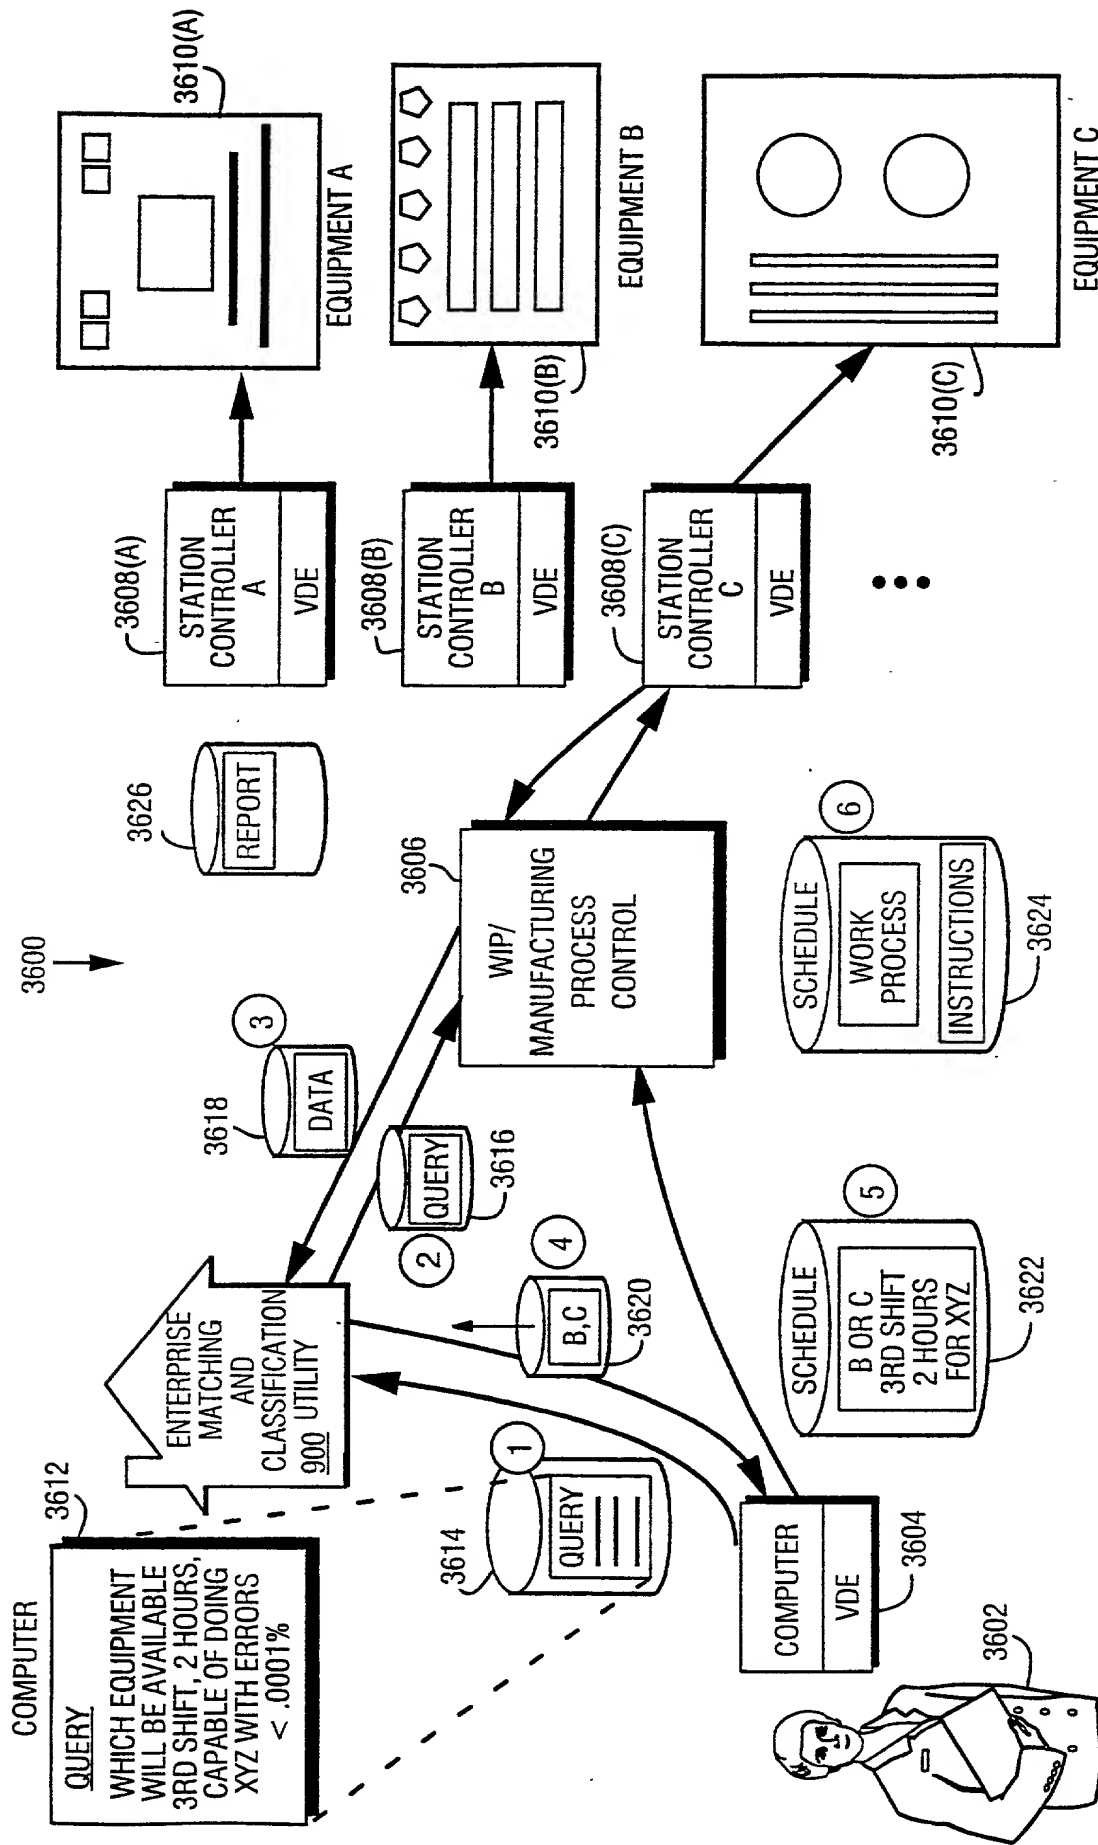 3600
COMPUTER
3612
QUERY
WHICH EQUIPMENT
WILL BE AVAILABLE
3RD SHIFT, 2 HOURS,
CAPABLE OF DOING
XYZ WITH ERRORS
< .0001%
ENTERPRISE
MATCHING
AND
CLASSIFICATION
900 UTILITY
3618
DATA
3
3626
REPORT
3608(A)
STATION
CONTROLLER
A
VDE
3610(A)
EQUIPMENT A
2
QUERY
3616
3606
WIP/
MANUFACTURING
PROCESS
CONTROL
3608(B)
STATION
CONTROLLER
B
VDE
3610(B)
EQUIPMENT B
3614
1
QUERY
4
B,C
3620
3608(C)
STATION
CONTROLLER
C
VDE
3610(C)
EQUIPMENT C
COMPUTER
VDE
3604
3602
SCHEDULE
5
B OR C
3RD SHIFT
2 HOURS
FOR XYZ
3622
SCHEDULE
6
WORK
PROCESS
INSTRUCTIONS
3624